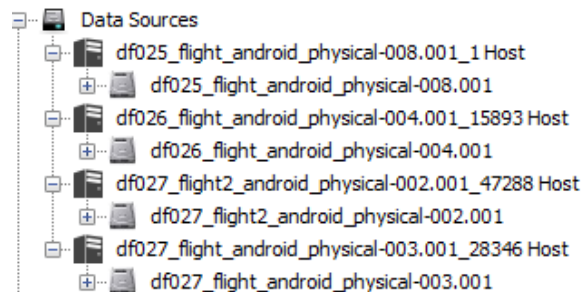 Data Sources
df025_flight_android_physical-008.001_1 Host
df025_flight_android_physical-008.001
df026_flight_android_physical-004.001_15893 Host
df026_flight_android_physical-004.001
df027_flight2_android_physical-002.001_47288 Host
df027_flight2_android_physical-002.001
df027_flight_android_physical-003.001_28346 Host
df027_flight_android_physical-003.001